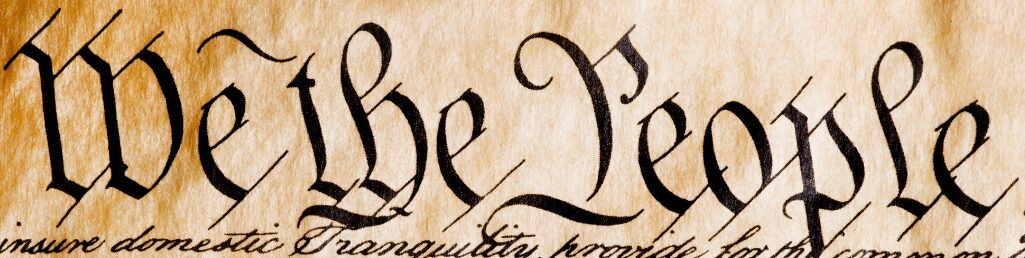 We the People
insure domestic Tranquility, provide for the common